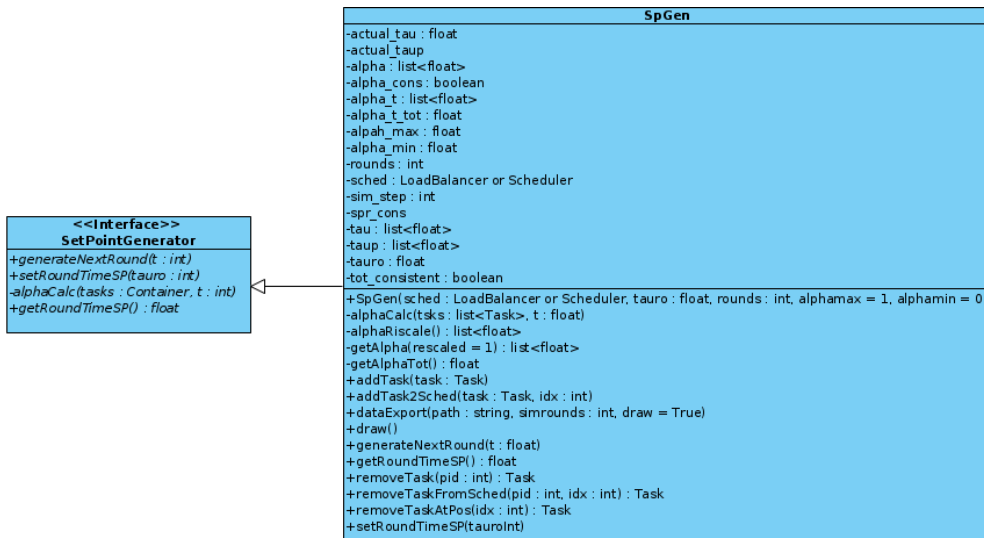 SpGen
-actual_tau : float
-actual_taup
-alpha : list<float>
-alpha_cons : boolean
-alpha_t : list<float>
-alpha_t_tot : float
-alpah_max : float
-alpha_min : float
-rounds : int
-sched : LoadBalancer or Scheduler
-sim_step : int
-spr_cons
-tau : list<float>
-taup : list<float>
-tauro : float
-tot_consistent : boolean
+SpGen(sched : LoadBalancer or Scheduler, tauro : float, rounds : int, alphamax = 1, alphamin = 0
-alphaCalc(tsks : list<Task>, t : float)
-alphaRiscale() : list<float>
-getAlpha(rescaled = 1) : list<float>
-getAlphaTot() : float
+addTask(task : Task)
+addTask2Sched(task : Task, idx : int)
+dataExport(path : string, simrounds : int, draw = True)
+draw()
+generateNextRound(t : float)
+getRoundTimeSP() : float
+removeTask(pid : int) : Task
+removeTaskFromSched(pid : int, idx : int) : Task
+removeTaskAtPos(idx : int) : Task
+setRoundTimeSP(tauroInt)
<<Interface>>
SetPointGenerator
+generateNextRound(t : int)
+setRoundTimeSP(tauro : int)
-alphaCalc(tasks : Container, t : int)
+getRoundTimeSP() : float